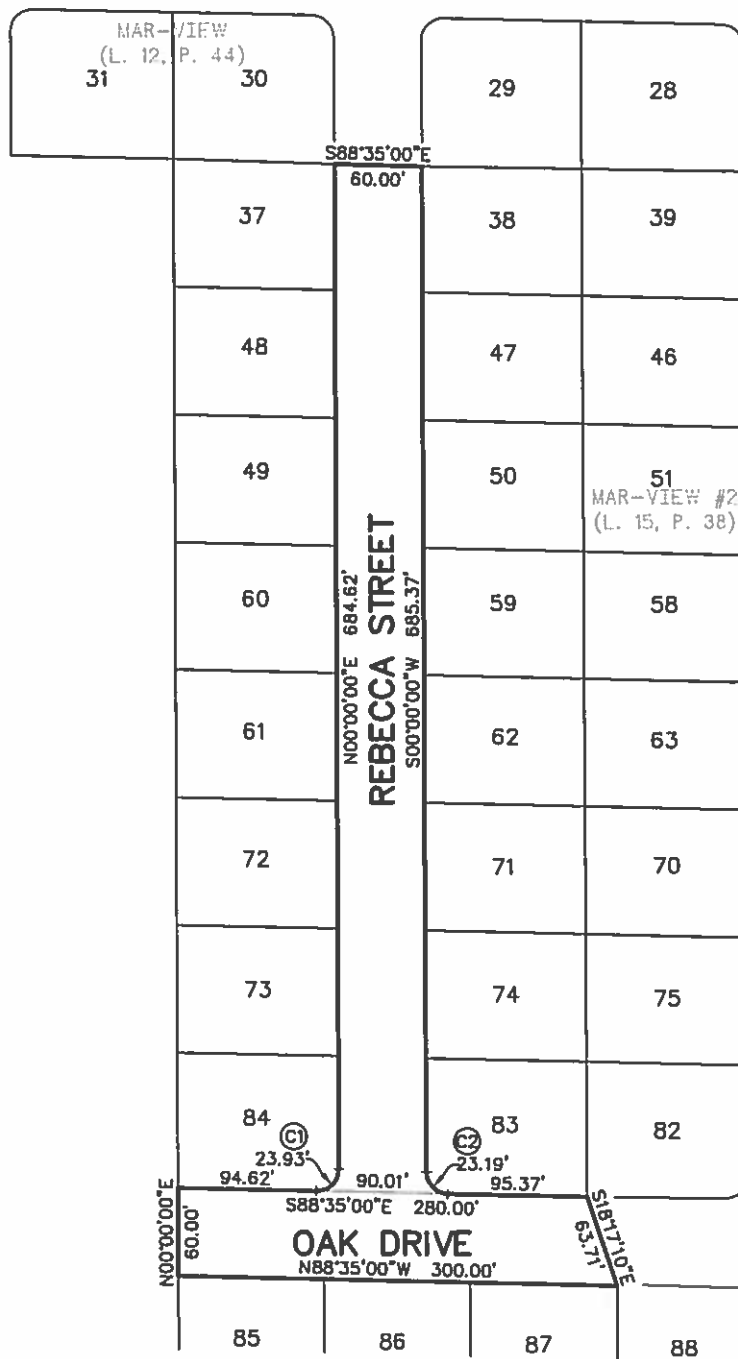 MAR-VIEW
(L. 12, P. 44)
31
30
29
28
S88°35'00"E
60.00'
37
38
39
48
47
46
49
50
51
MAR-VIEW #2
(L. 15, P. 38)
60
59
58
N00°00'00"E 684.62'
REBECCA STREET
S00°00'00"W 685.37'
61
62
63
72
71
70
73
74
75
84
83
82
C1
C2
23.93'
23.19'
94.62'
90.01'
95.37'
S88°35'00"E
280.00'
N00°00'00"E
60.00'
S18°17'10"E
63.71'
OAK DRIVE
N88°35'00"W 300.00'
85
86
87
88